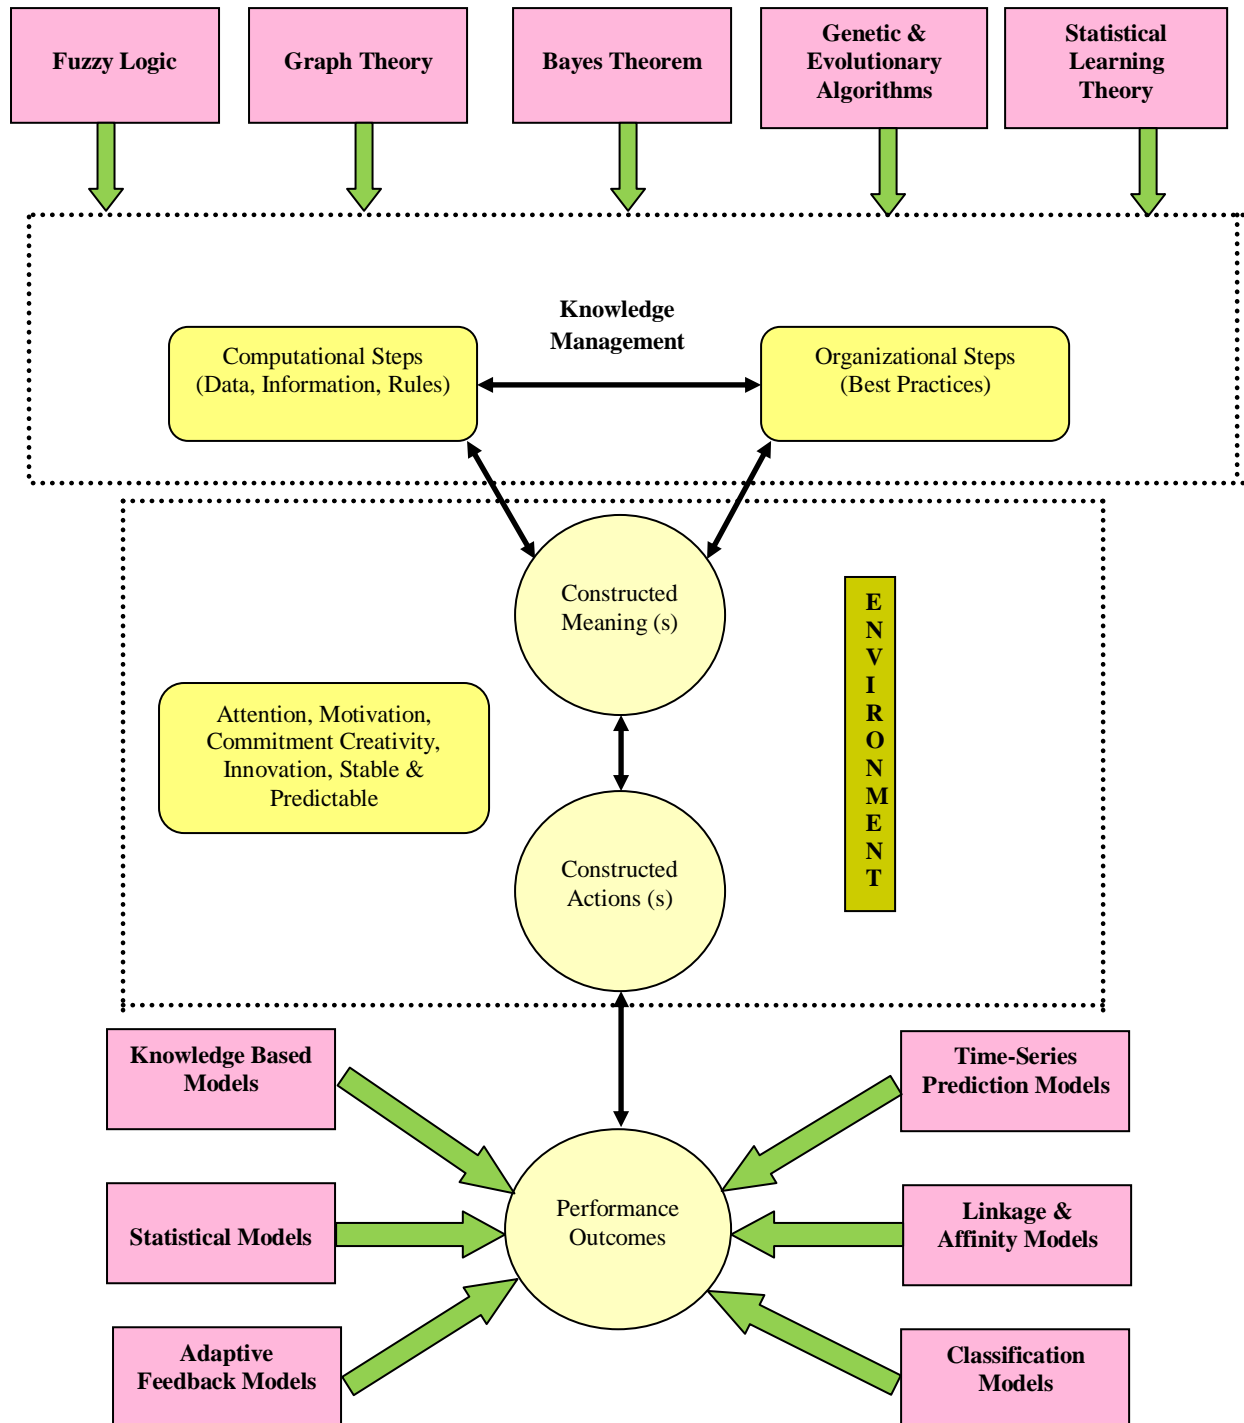 Fuzzy Logic
Graph Theory
Bayes Theorem
Genetic &
Evolutionary
Algorithms
Statistical
Learning
Theory
Knowledge
Management
Computational Steps
(Data, Information, Rules)
Organizational Steps
(Best Practices)
Constructed
Meaning (s)
E
N
V
I
R
O
N
M
E
N
T
Attention, Motivation,
Commitment Creativity,
Innovation, Stable &
Predictable
Constructed
Actions (s)
Knowledge Based
Models
Time-Series
Prediction Models
Statistical Models
Performance
Outcomes
Linkage &
Affinity Models
Adaptive
Feedback Models
Classification
Models